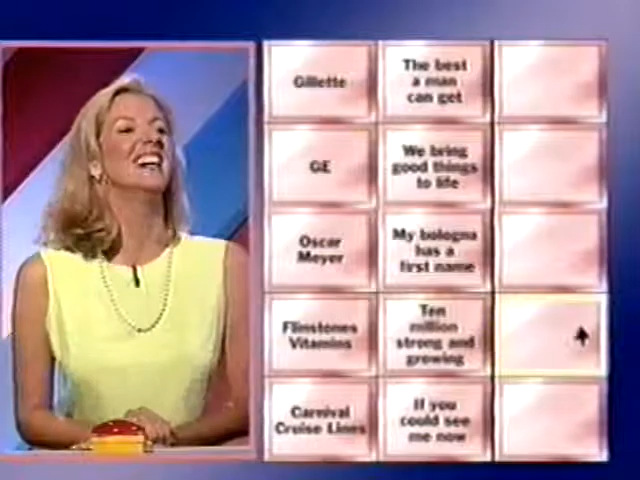 Gillette
The best
a man
can get
GE
We bring
good things
to life
Oscar
Meyer
My bologna
has a
first name
Flinstones
Vitamins
Ten
million
strong and
growing
Carnival
Cruise Lines
If you
could see
me now